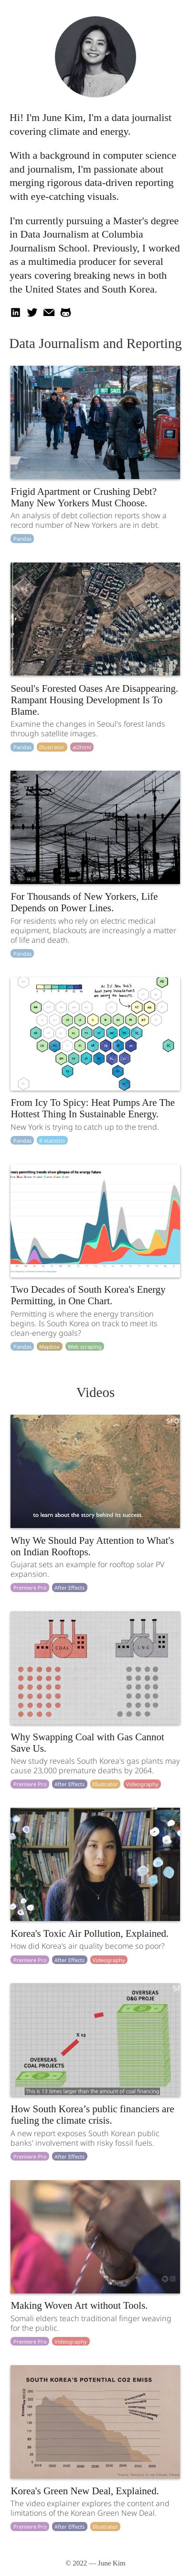 Hi! I'm June Kim, I'm a data journalist
covering climate and energy.
With a background in computer science
and journalism, I'm passionate about
merging rigorous data-driven reporting
with eye-catching visuals.
I'm currently pursuing a Master's degree
in Data Journalism at Columbia
Journalism School. Previously, I worked
as a multimedia producer for several
years covering breaking news in both
the United States and South Korea.
Data Journalism and Reporting
Frigid Apartment or Crushing Debt?
Many New Yorkers Must Choose.
An analysis of debt collection reports show a
record number of New Yorkers are in debt.
Pandas
Seoul's Forested Oases Are Disappearing.
Rampant Housing Development Is To
Blame.
Examine the changes in Seoul's forest lands
through satellite images.
Pandas Illustrator ai2html
For Thousands of New Yorkers, Life
Depends on Power Lines.
For residents who rely on electric medical
equipment, blackouts are increasingly a matter
of life and death.
Pandas
From Icy To Spicy: Heat Pumps Are The
Hottest Thing In Sustainable Energy.
New York is trying to catch up to the trend.
Pandas
Two Decades of South Korea's Energy
Permitting, in One Chart.
Permitting is where the energy transition
begins. Is South Korea on track to meet its
clean-energy goals?
Pandas Mapbox Web scraping
Videos
to learn about the story behind its success.
Why We Should Pay Attention to What's
on Indian Rooftops.
Gujarat sets an example for rooftop solar PV
expansion.
Premiere Pro After Effects
COAL
Why Swapping Coal with Gas Cannot
Save Us.
New study reveals South Korea's gas plants may
cause 23,000 premature deaths by 2064.
Premiere Pro After Effects Illustrator Videography
Korea's Toxic Air Pollution, Explained.
How did Korea's air quality become so poor?
Premiere Pro After Effects Videography
OVERSEAS
O&G PROJE
X 13
OVERSEAS
COAL PROJECTS
This is 13 times larger than the amount of coal financing
How South Korea's public financiers are
fueling the climate crisis.
A new report exposes South Korean public
banks' involvement with risky fossil fuels.
Premiere Pro After Effects
Making Woven Art without Tools.
Somali elders teach traditional finger weaving
for the public.
Premiere Pro Videography
SOUTH KOREA'S POTENTIAL CO2 EMISS
Korea's Green New Deal, Explained.
The video explainer explores the content and
limitations of the Korean Green New Deal.
Premiere Pro After Effects Illustrator
© 2022 — June Kim